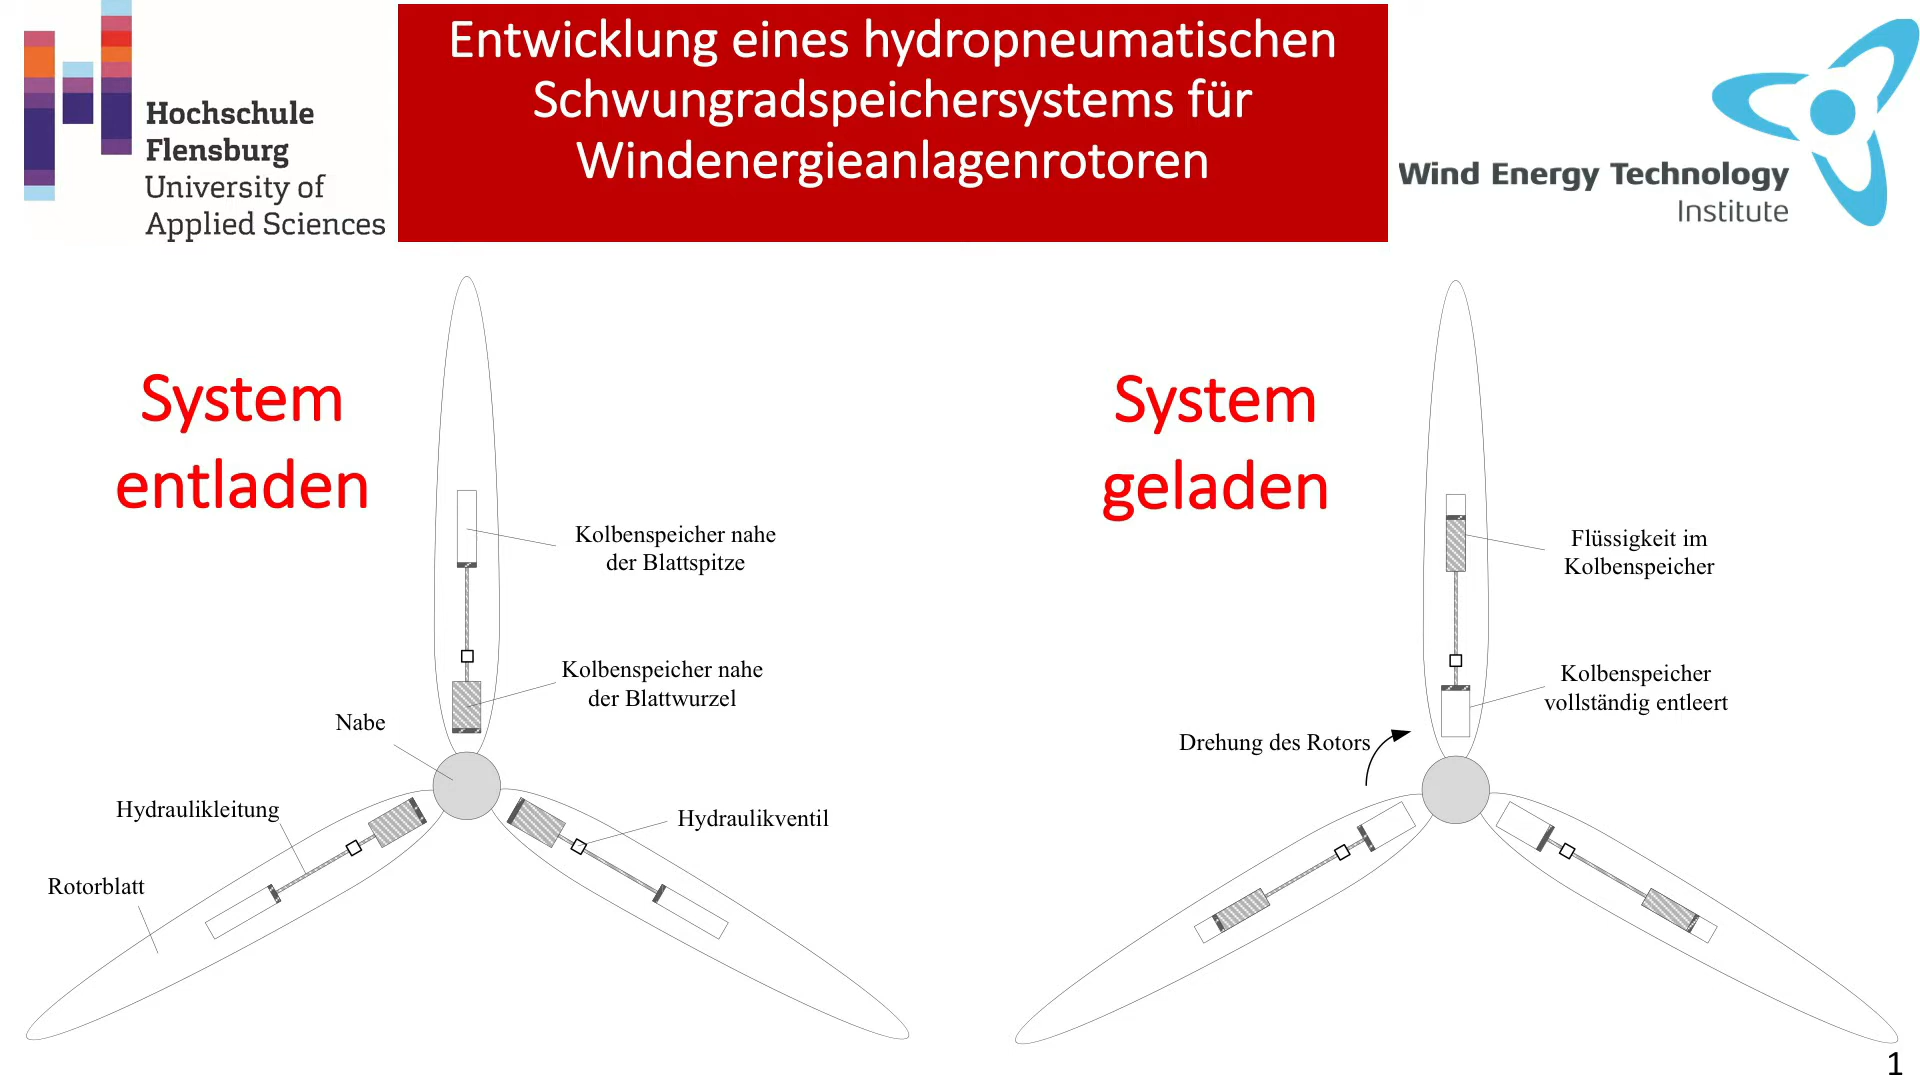 Hochschule
Flensburg
University of
Applied Sciences
Entwicklung eines hydropneumatischen
Schwungradspeichersystems für
Windenergieanlagenrotoren
Wind Energy Technology
Institute
System
entladen
Kolbenspeicher nahe
der Blattspitze
Kolbenspeicher nahe
der Blattwurzel
Nabe
Hydraulikleitung
Hydraulikventil
Rotorblatt
System
geladen
Flüssigkeit im
Kolbenspeicher
Kolbenspeicher
vollständig entleert
Drehung des Rotors
1